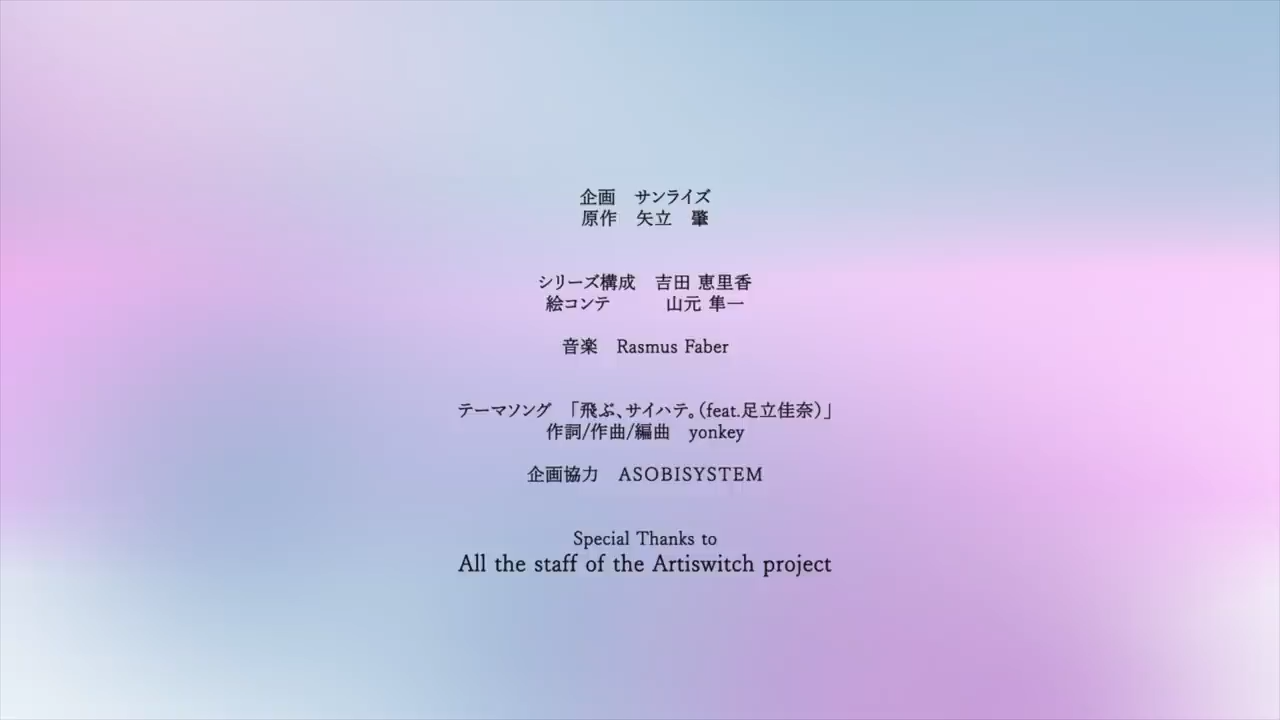 企画　サンライズ
原作　矢立　肇
シリーズ構成　吉田 恵里香
絵コンテ　　　山元 隼一
音楽　Rasmus Faber
テーマソング　「飛ぶ、サイハテ。(feat.足立佳奈)」
作詞/作曲/編曲　yonkey
企画協力　ASOBISYSTEM
Special Thanks to
All the staff of the Artiswitch project